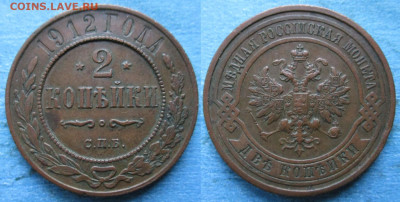 COINS.LAVE.RU
1912 ГОДА
2
КОПѢЙКИ
С.П.Б.
МѢДНАЯ РОССІЙСКАЯ МОНЕТА
ДВѢ КОПѢЙКИ